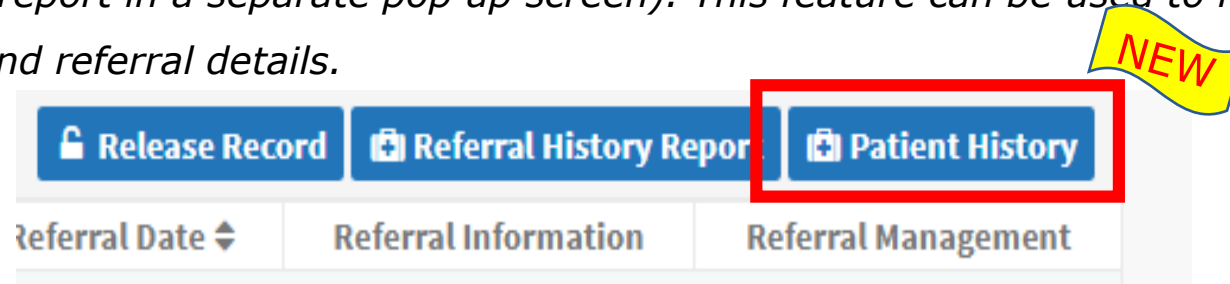 report in a separate pop-up screen). This feature can be used to
nd referral details.
NEW
Release Record Referral History Report Patient History
Referral Date Referral Information Referral Management